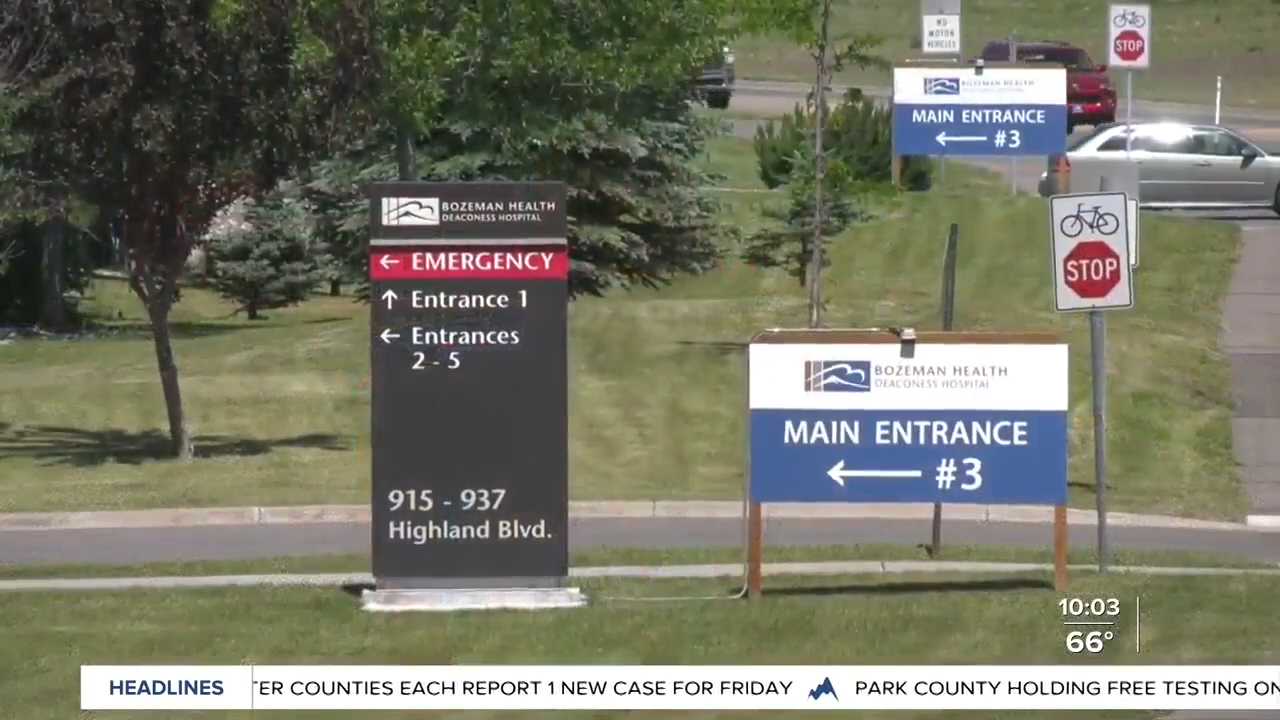 NO
MOTOR
VEHICLES
STOP
BOZEMAN HEALTH
MAIN ENTRANCE
← #3
BOZEMAN HEALTH
DEACONESS HOSPITAL
← EMERGENCY
↑ Entrance 1
← Entrances
2 - 5
915 - 937
Highland Blvd.
STOP
BOZEMAN HEALTH
DEACONESS HOSPITAL
MAIN ENTRANCE
← #3
10:03
66°
HEADLINES
ER COUNTIES EACH REPORT 1 NEW CASE FOR FRIDAY PARK COUNTY HOLDING FREE TESTING ON